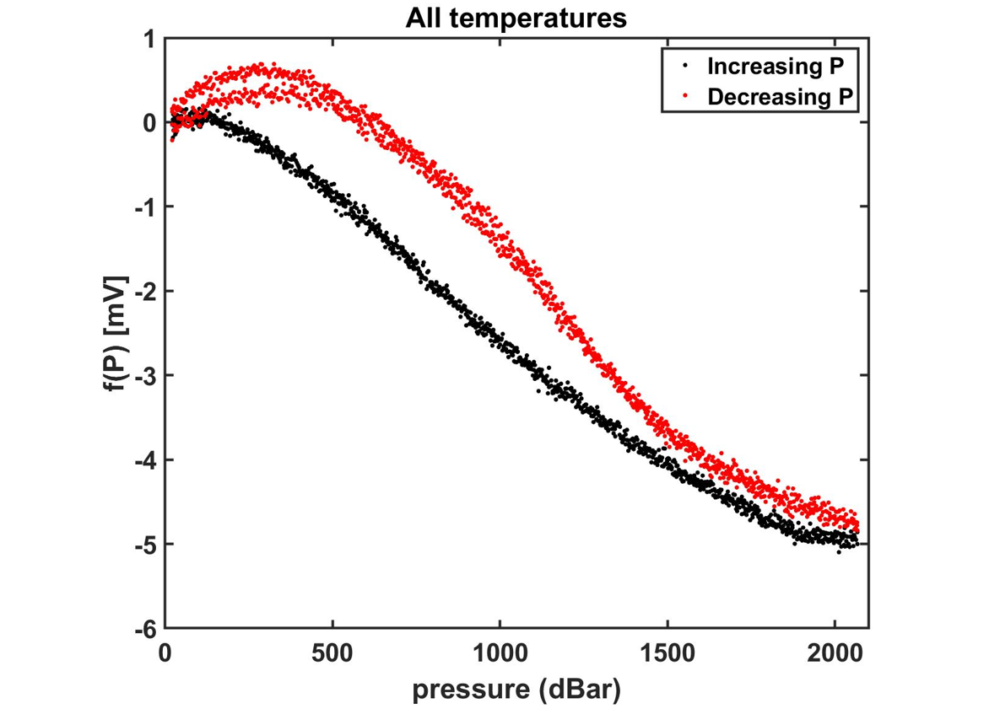 All temperatures
1
0
-1
-2
-3
-4
-5
-6
f(P) [mV]
Increasing P
Decreasing P
0 500 1000 1500 2000
pressure (dBar)